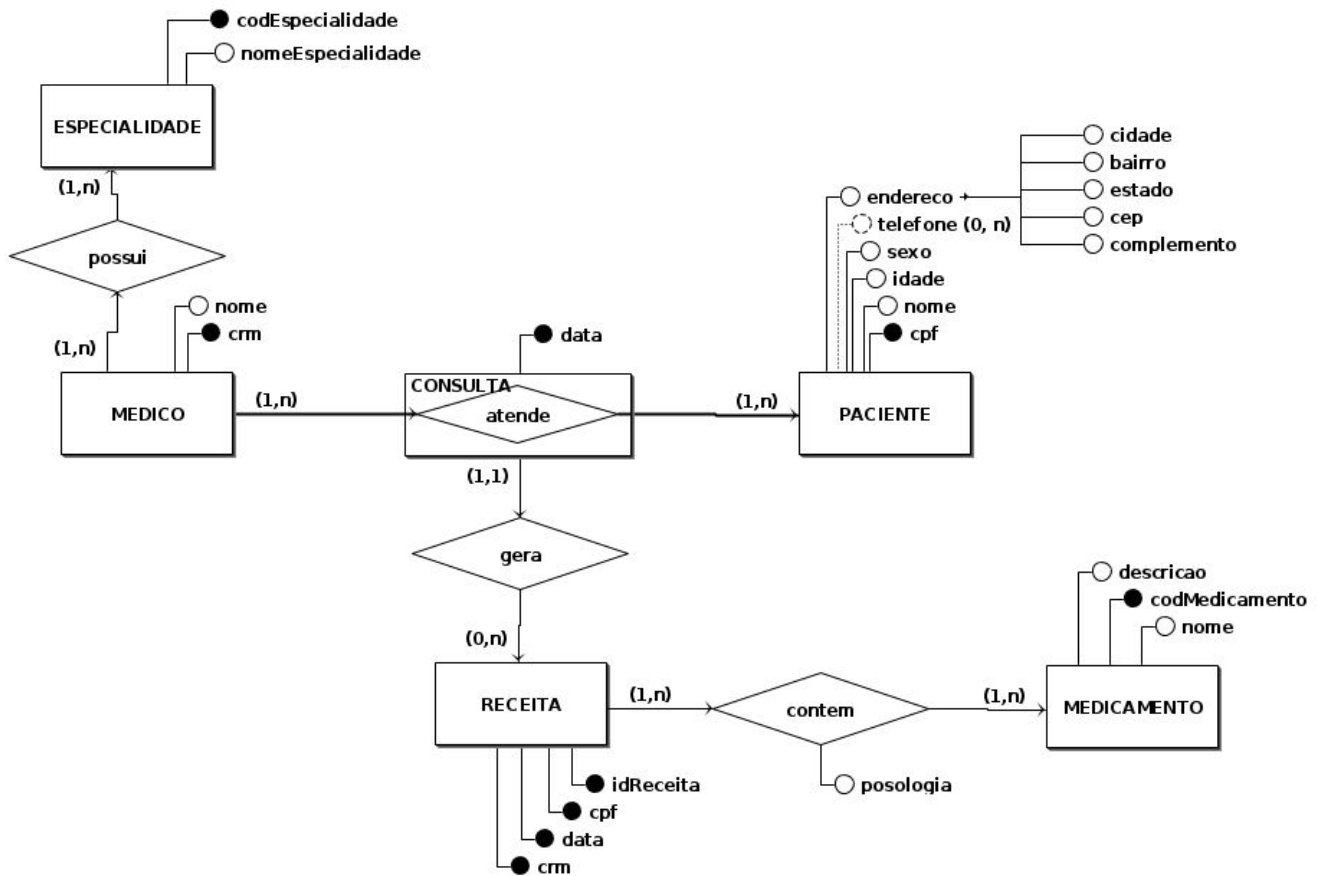 codEspecialidade
nomeEspecialidade
ESPECIALIDADE
(1,n)
possui
(1,n)
nome
crm
MEDICO
(1,n)
data
CONSULTA
atende
(1,n)
endereco
cidade
bairro
estado
cep
complemento
telefone (0, n)
sexo
idade
nome
cpf
PACIENTE
(1,1)
gera
(0,n)
RECEITA
(1,n)
contem
(1,n)
descricao
codMedicamento
nome
MEDICAMENTO
posologia
idReceita
cpf
data
crm